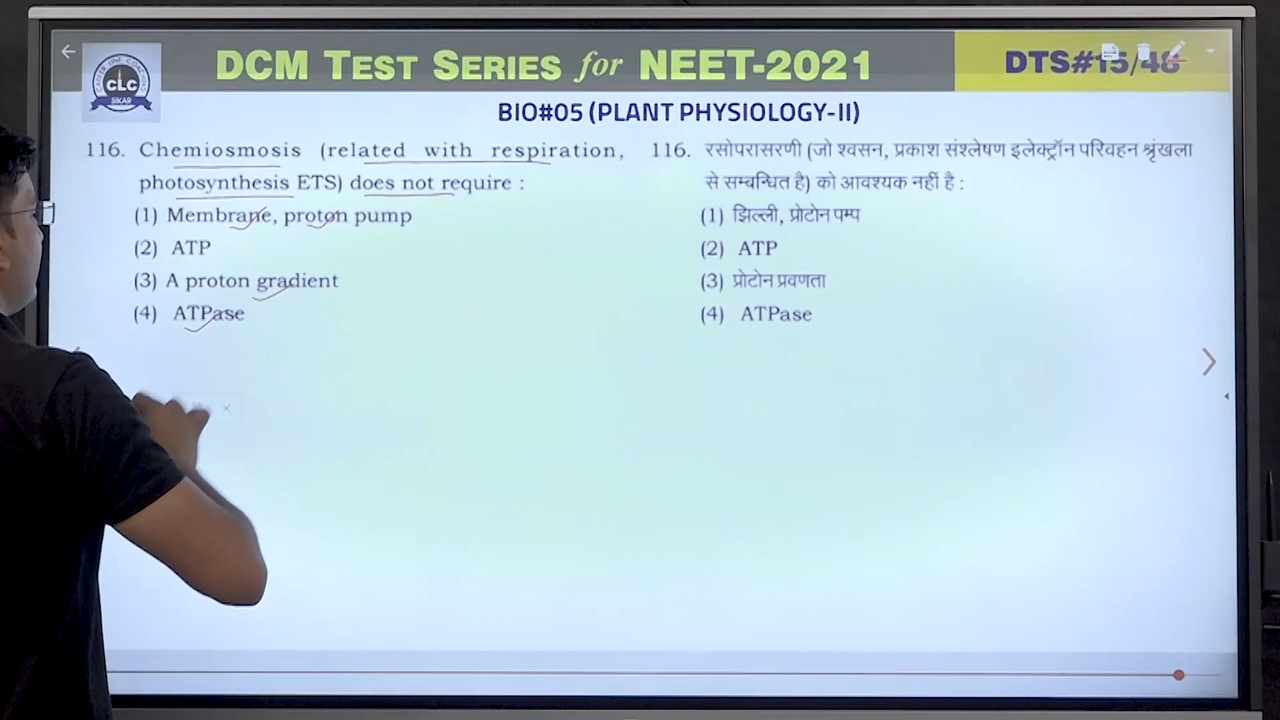 DCM TEST SERIES for NEET-2021
DTS#15/48
CLC
SIKAR
BIO#05 (PLANT PHYSIOLOGY-II)
116. Chemiosmosis (related with respiration,
photosynthesis ETS) does not require :
(1) Membrane, proton pump
(2) ATP
(3) A proton gradient
(4) ATPase
116. रसोपरासरणी (जो श्वसन, प्रकाश संश्लेषण इलेक्ट्रॉन परिवहन श्रृंखला
से सम्बन्धित है) को आवश्यक नहीं है :
(1) झिल्ली, प्रोटोन पम्प
(2) ATP
(3) प्रोटोन प्रवणता
(4) ATPase